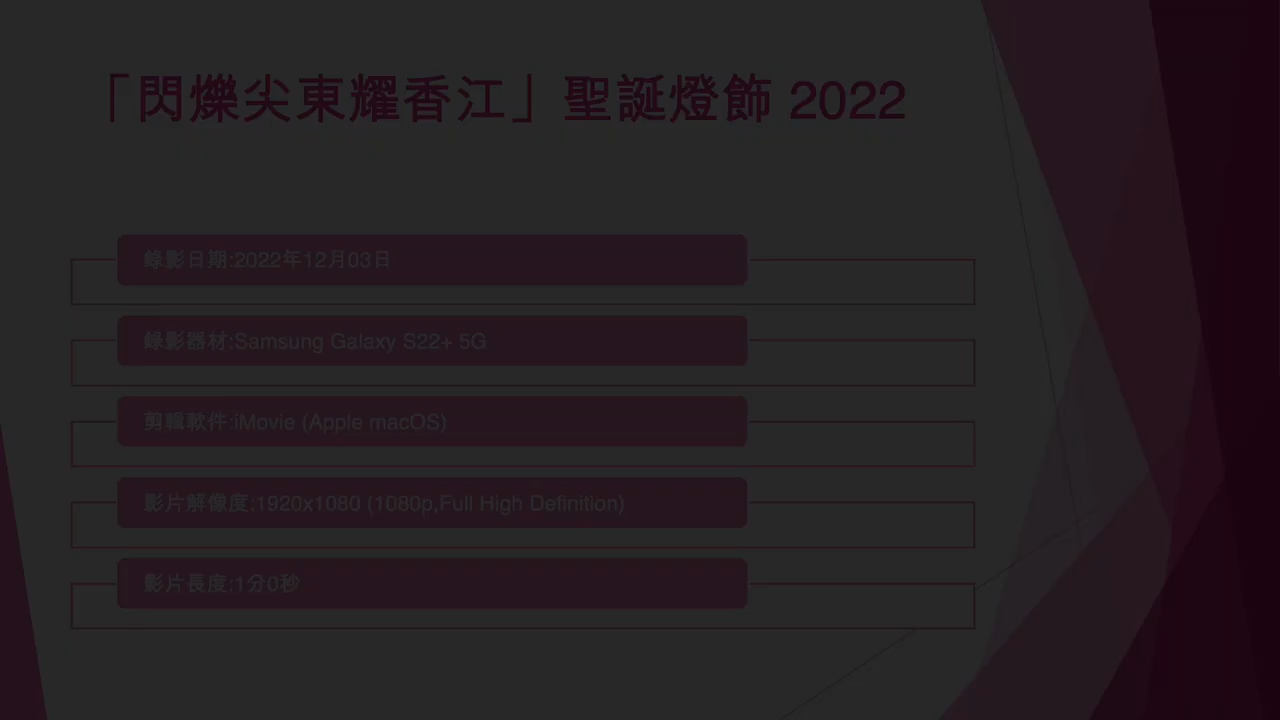 「閃爍尖東耀香江」聖誕燈飾 2022
錄影日期:2022年12月03日
錄影器材:Samsung Galaxy S22+ 5G
剪輯軟件:iMovie (Apple macOS)
影片解像度:1920x1080 (1080p,Full High Definition)
影片長度:1分0秒